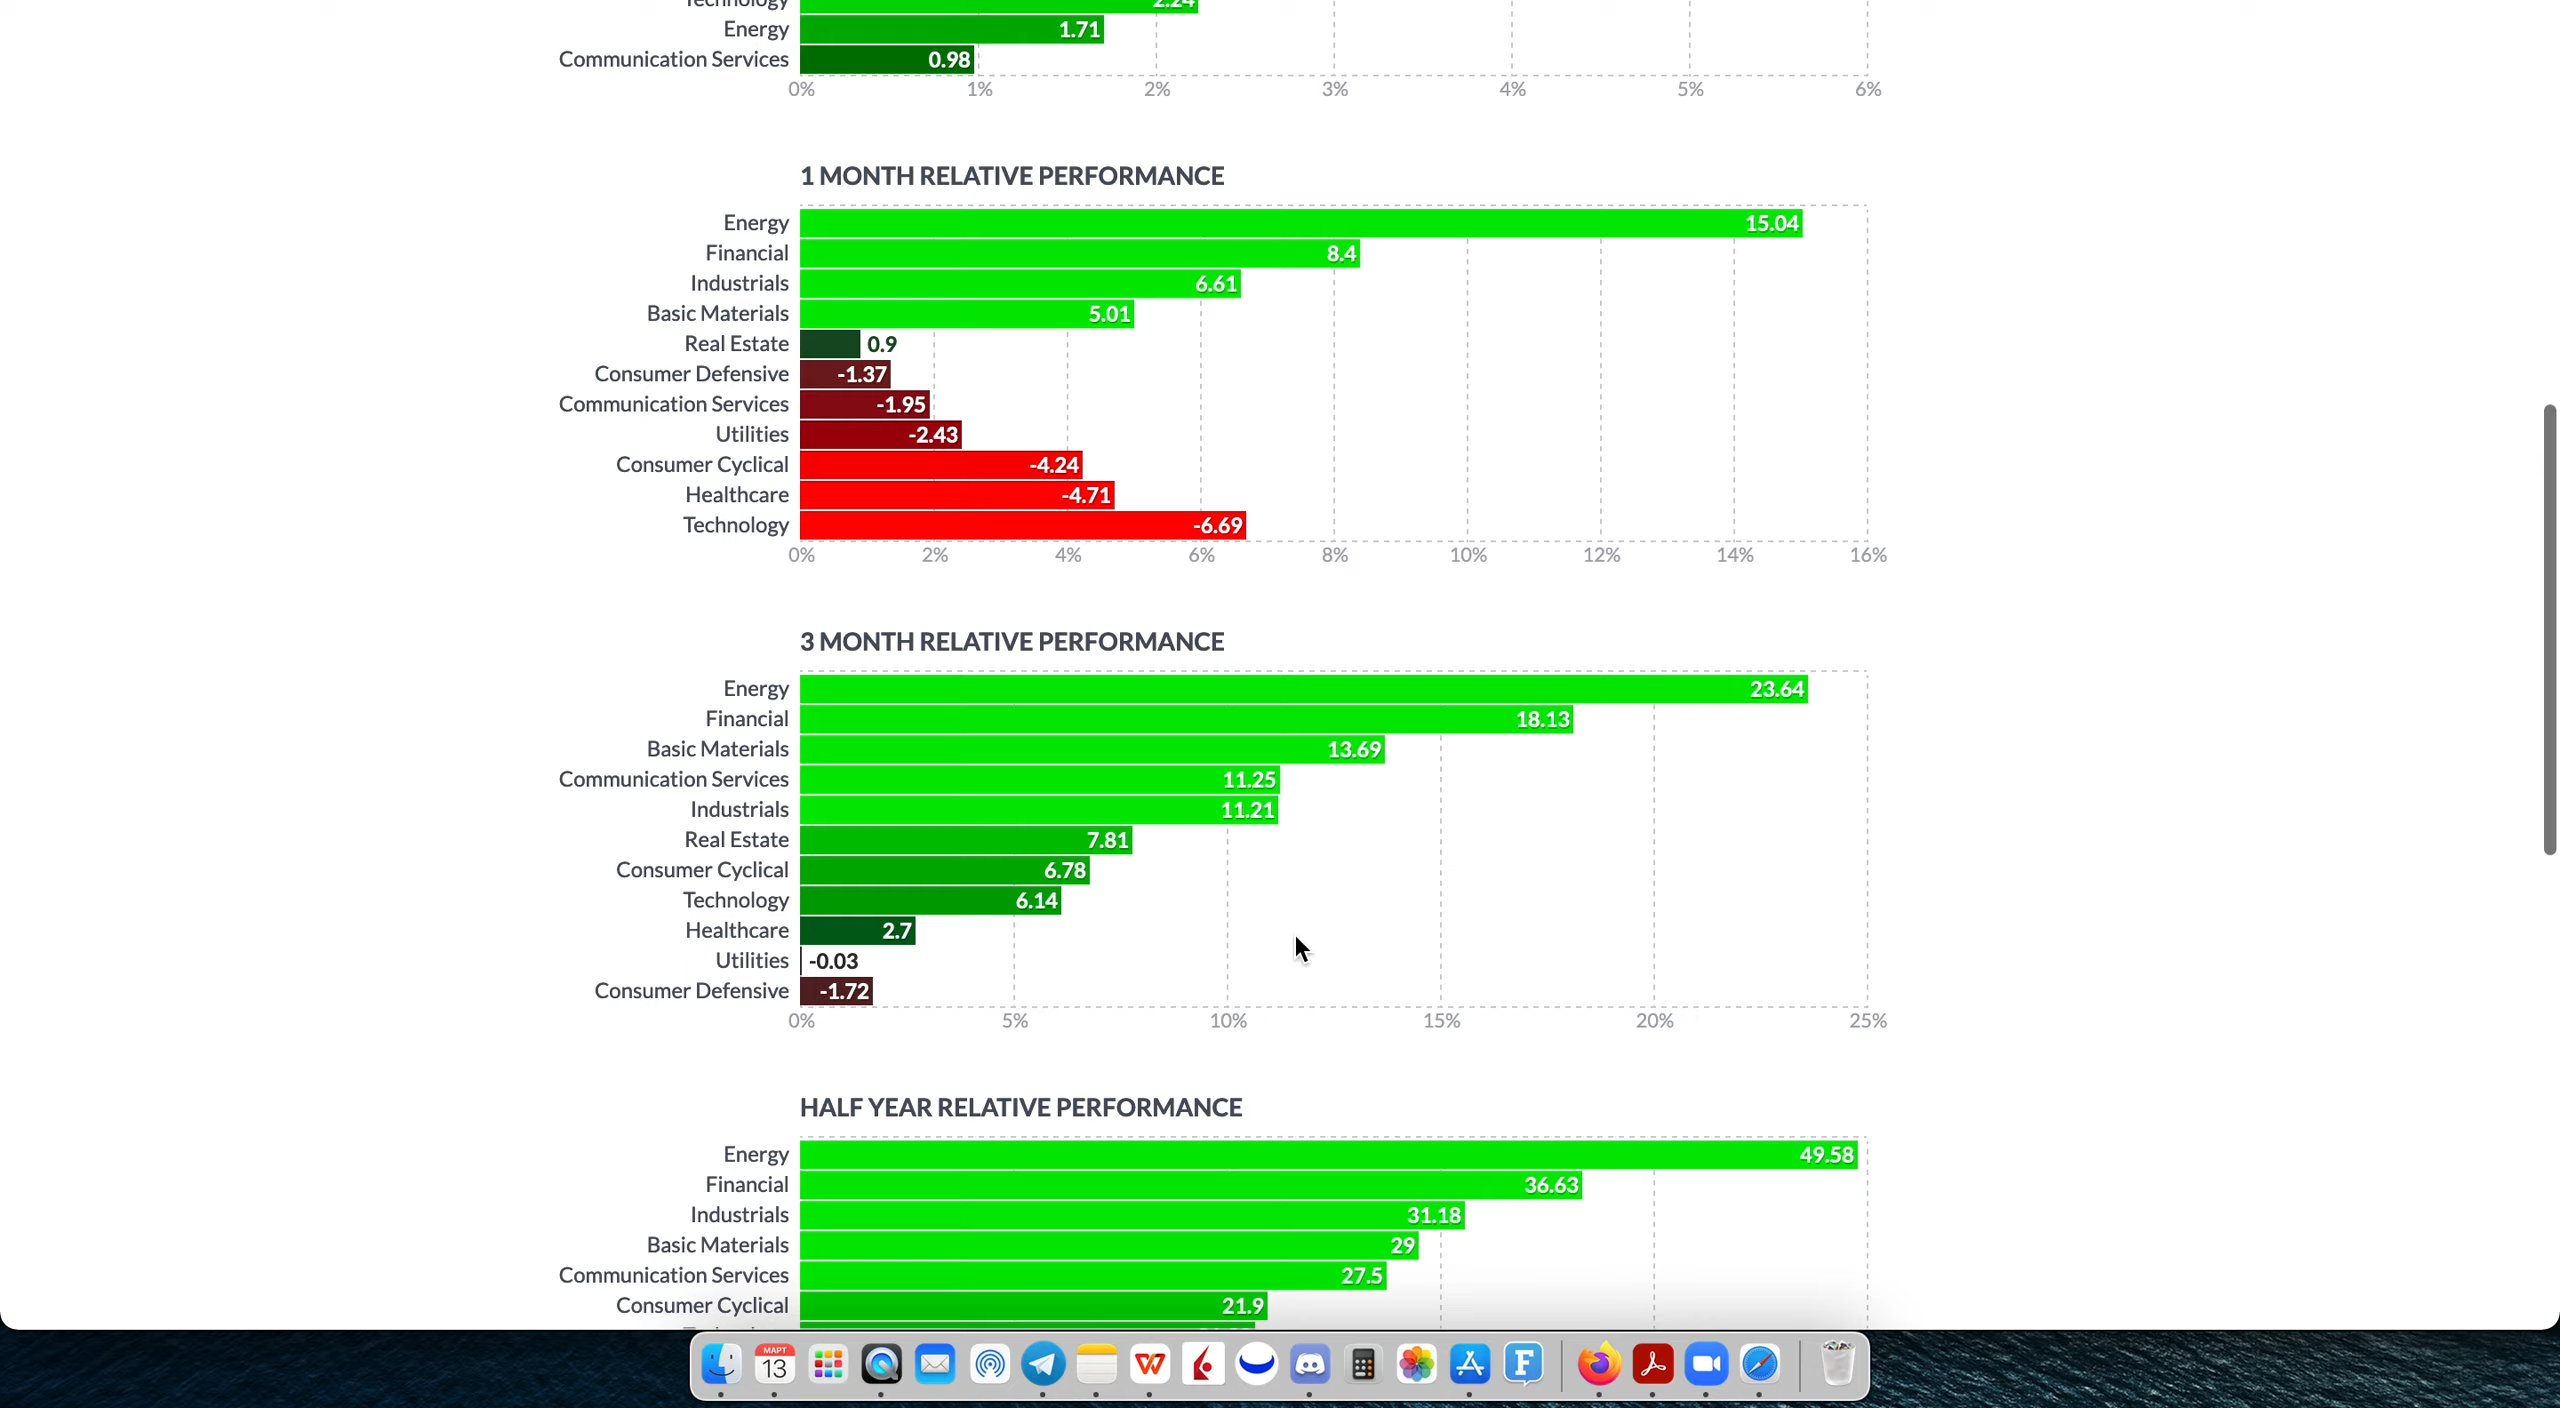 Technology 2.24
Energy 1.71
Communication Services 0.98
0% 1% 2% 3% 4% 5% 6%
1 MONTH RELATIVE PERFORMANCE
Energy 15.04
Financial 8.4
Industrials 6.61
Basic Materials 5.01
Real Estate 0.9
Consumer Defensive -1.37
Communication Services -1.95
Utilities -2.43
Consumer Cyclical -4.24
Healthcare -4.71
Technology -6.69
0% 2% 4% 6% 8% 10% 12% 14% 16%
3 MONTH RELATIVE PERFORMANCE
Energy 23.64
Financial 18.13
Basic Materials 13.69
Communication Services 11.25
Industrials 11.21
Real Estate 7.81
Consumer Cyclical 6.78
Technology 6.14
Healthcare 2.7
Utilities -0.03
Consumer Defensive -1.72
0% 5% 10% 15% 20% 25%
HALF YEAR RELATIVE PERFORMANCE
Energy 49.58
Financial 36.63
Industrials 31.18
Basic Materials 29
Communication Services 27.5
Consumer Cyclical 21.9
МАРТ
13